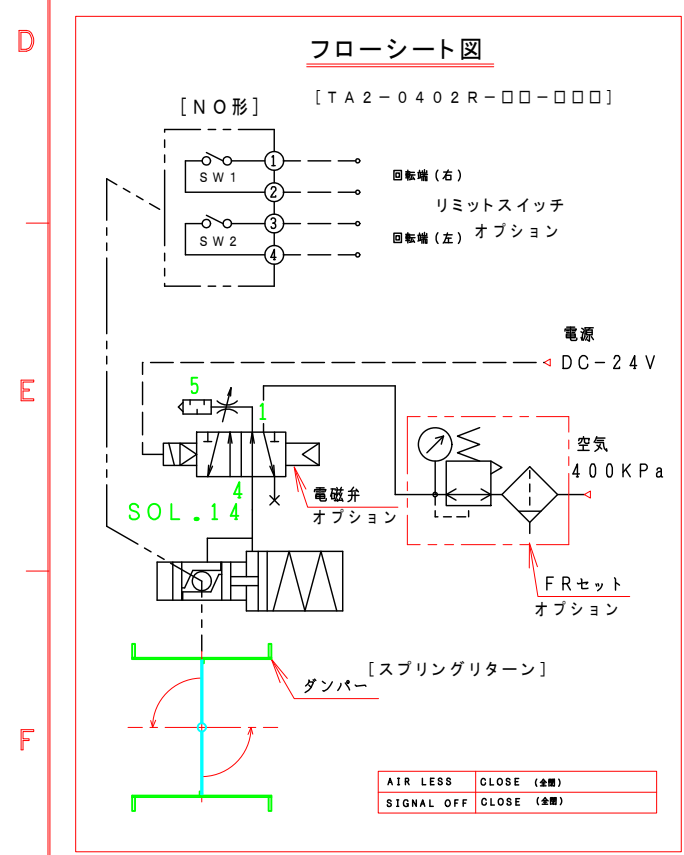 D
フローシート図
[TA2-0402R-□□-□□□]
[NO形]
1
SW1
2
回転端(右)
リミットスイッチ
オプション
3
SW2
4
回転端(左)
電源
DC-24V
E
5
1
空気
400KPa
4
SOL.14
電磁弁
オプション
FRセット
オプション
[スプリングリターン]
ダンパー
F
AIR LESS CLOSE (全閉)
SIGNAL OFF CLOSE (全閉)